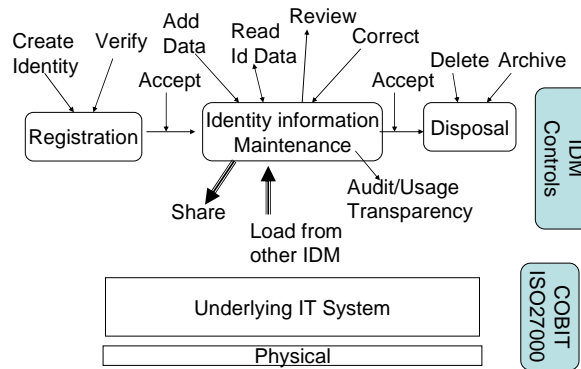 Create
Identity
Verify
Add
Data
Read
Id Data
Review
Correct
Accept
Accept
Delete
Archive
Registration
Identity information
Maintenance
Disposal
IDM
Controls
Share
Load from
other IDM
Audit/Usage
Transparency
Underlying IT System
COBIT
ISO27000
Physical